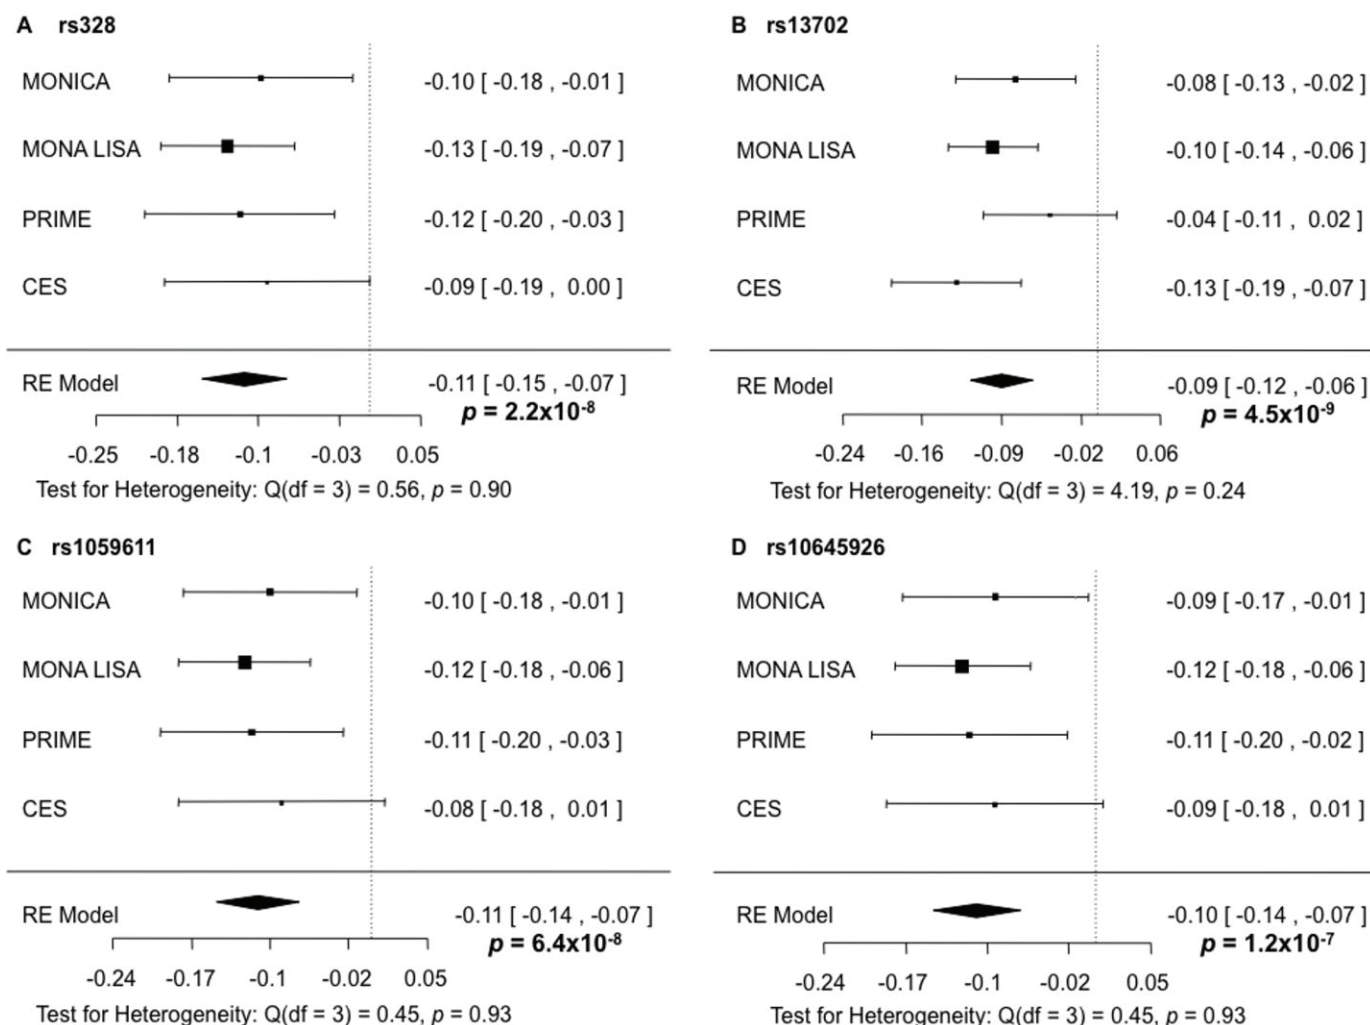 A rs328
MONICA -0.10 [ -0.18 , -0.01 ]
MONA LISA -0.13 [ -0.19 , -0.07 ]
PRIME -0.12 [ -0.20 , -0.03 ]
CES -0.09 [ -0.19 , 0.00 ]
RE Model -0.11 [ -0.15 , -0.07 ]
p = 2.2x10-8
-0.25 -0.18 -0.1 -0.03 0.05
Test for Heterogeneity: Q(df = 3) = 0.56, p = 0.90
B rs13702
MONICA -0.08 [ -0.13 , -0.02 ]
MONA LISA -0.10 [ -0.14 , -0.06 ]
PRIME -0.04 [ -0.11 , 0.02 ]
CES -0.13 [ -0.19 , -0.07 ]
RE Model -0.09 [ -0.12 , -0.06 ]
p = 4.5x10-9
-0.24 -0.16 -0.09 -0.02 0.06
Test for Heterogeneity: Q(df = 3) = 4.19, p = 0.24
C rs1059611
MONICA -0.10 [ -0.18 , -0.01 ]
MONA LISA -0.12 [ -0.18 , -0.06 ]
PRIME -0.11 [ -0.20 , -0.03 ]
CES -0.08 [ -0.18 , 0.01 ]
RE Model -0.11 [ -0.14 , -0.07 ]
p = 6.4x10-8
-0.24 -0.17 -0.1 -0.02 0.05
Test for Heterogeneity: Q(df = 3) = 0.45, p = 0.93
D rs10645926
MONICA -0.09 [ -0.17 , -0.01 ]
MONA LISA -0.12 [ -0.18 , -0.06 ]
PRIME -0.11 [ -0.20 , -0.02 ]
CES -0.09 [ -0.18 , 0.01 ]
RE Model -0.10 [ -0.14 , -0.07 ]
p = 1.2x10-7
-0.24 -0.17 -0.1 -0.02 0.05
Test for Heterogeneity: Q(df = 3) = 0.45, p = 0.93